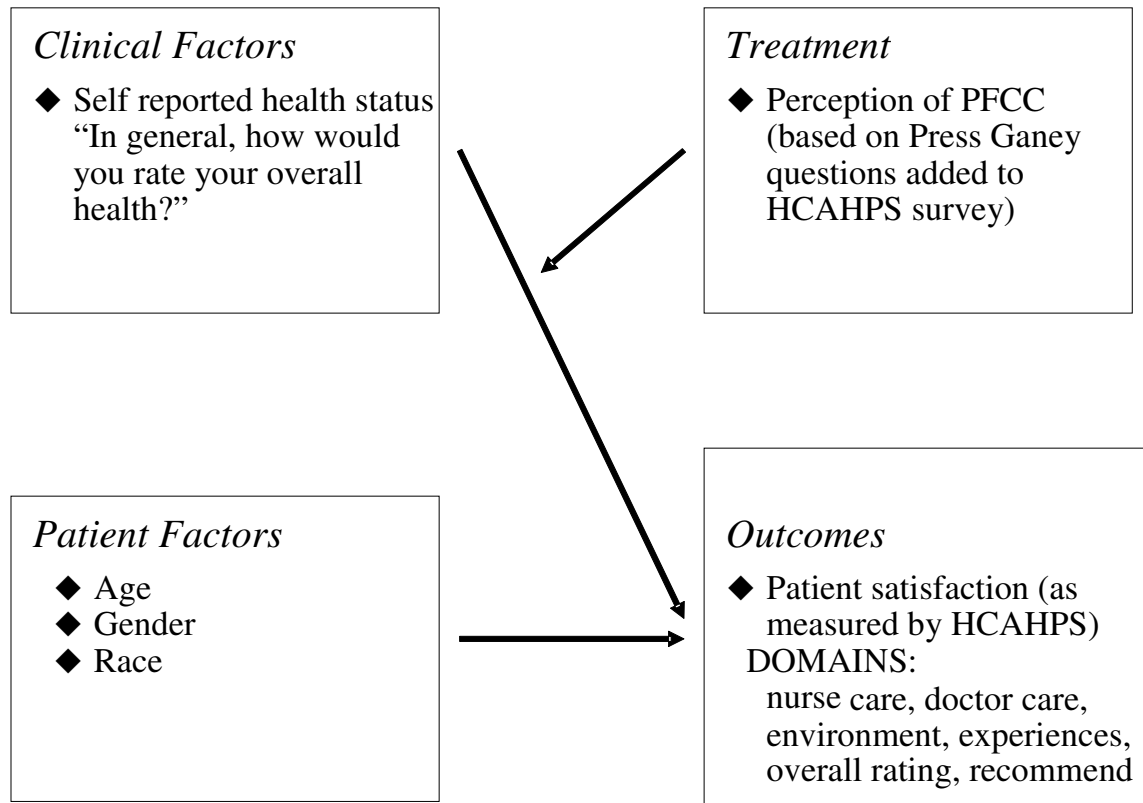 Clinical Factors
◆ Self reported health status
“In general, how would
you rate your overall
health?”
Treatment
◆ Perception of PFCC
(based on Press Ganey
questions added to
HCAHPS survey)
Patient Factors
◆ Age
◆ Gender
◆ Race
Outcomes
◆ Patient satisfaction (as
measured by HCAHPS)
DOMAINS:
nurse care, doctor care,
environment, experiences,
overall rating, recommend